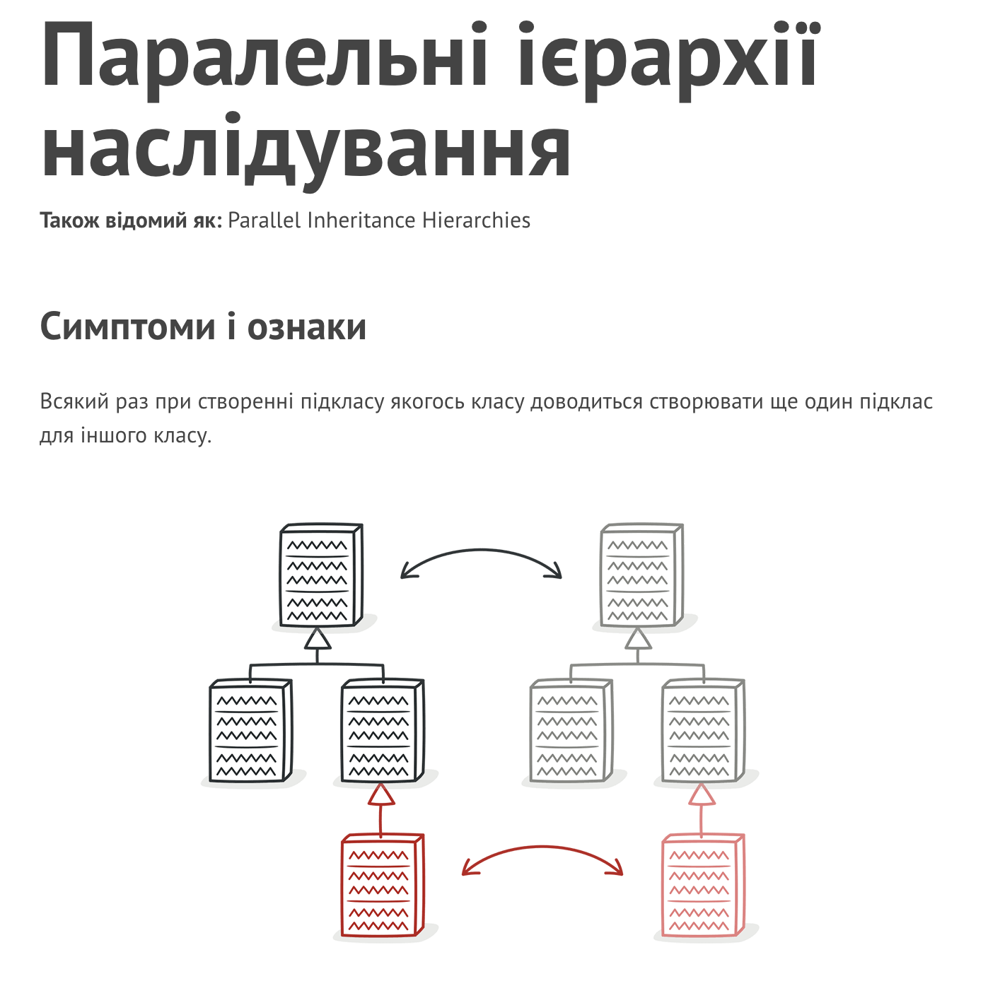 Паралельні ієрархії
наслідування
Також відомий як: Parallel Inheritance Hierarchies
Симптоми і ознаки
Всякий раз при створенні підкласу якогось класу доводиться створювати ще один підклас
для іншого класу.